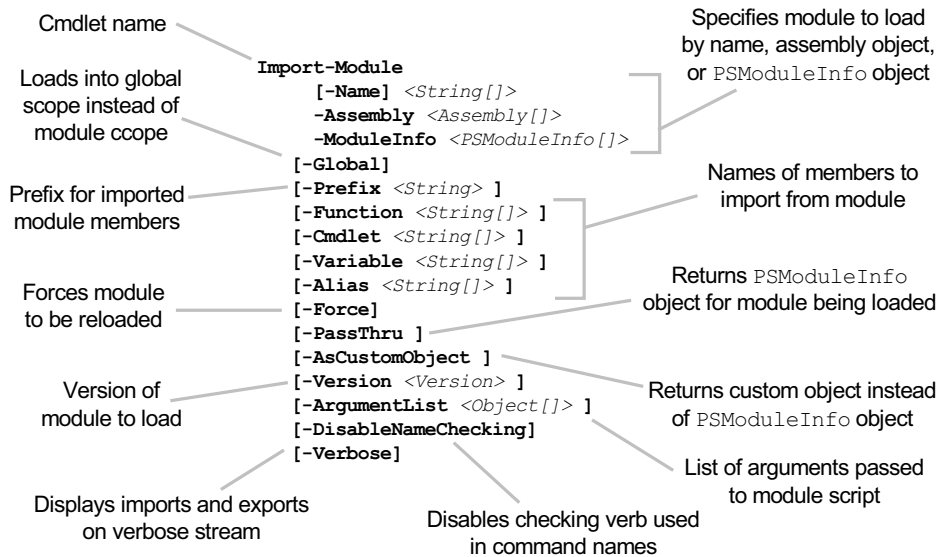 Cmdlet name
Specifies module to load
by name, assembly object,
or PSModuleInfo object
Import-Module
[-Name] <String[]>
-Assembly <Assembly[]>
-ModuleInfo <PSModuleInfo[]>
Loads into global
scope instead of
module ccope
[-Global]
[-Prefix <String> ]
[-Function <String[]> ]
[-Cmdlet <String[]> ]
[-Variable <String[]> ]
[-Alias <String[]> ]
[-Force]
[-PassThru ]
[-AsCustomObject ]
[-Version <Version> ]
[-ArgumentList <Object[]> ]
[-DisableNameChecking]
[-Verbose]
Prefix for imported
module members
Names of members to
import from module
Forces module
to be reloaded
Returns PSModuleInfo
object for module being loaded
Version of
module to load
Returns custom object instead
of PSModuleInfo object
List of arguments passed
to module script
Displays imports and exports
on verbose stream
Disables checking verb used
in command names